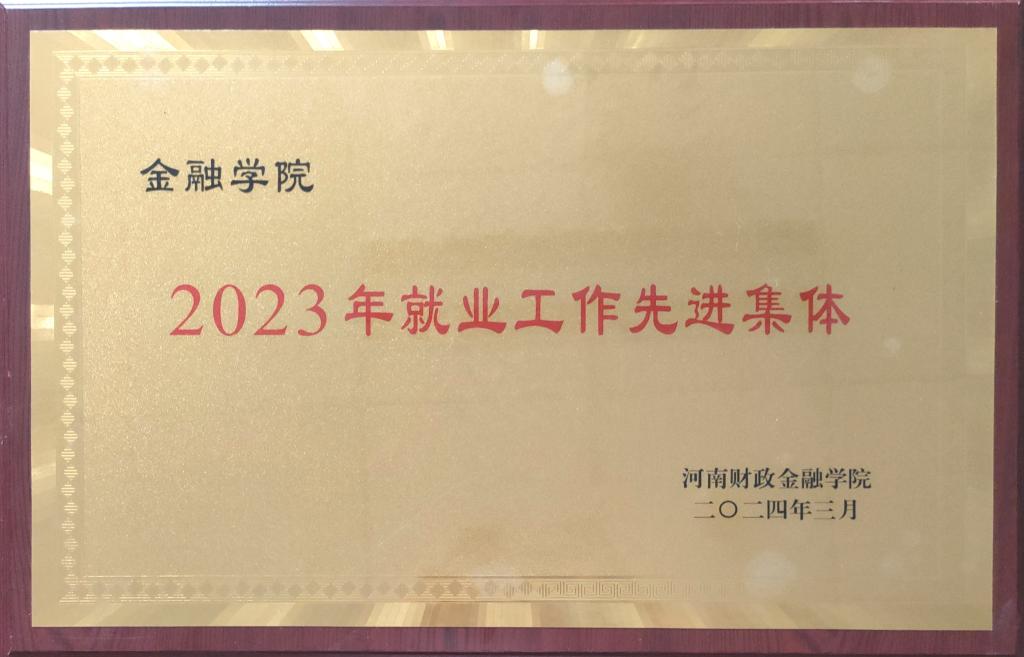 金融学院
2023年就业工作先进集体
河南财政金融学院
二〇二四年三月